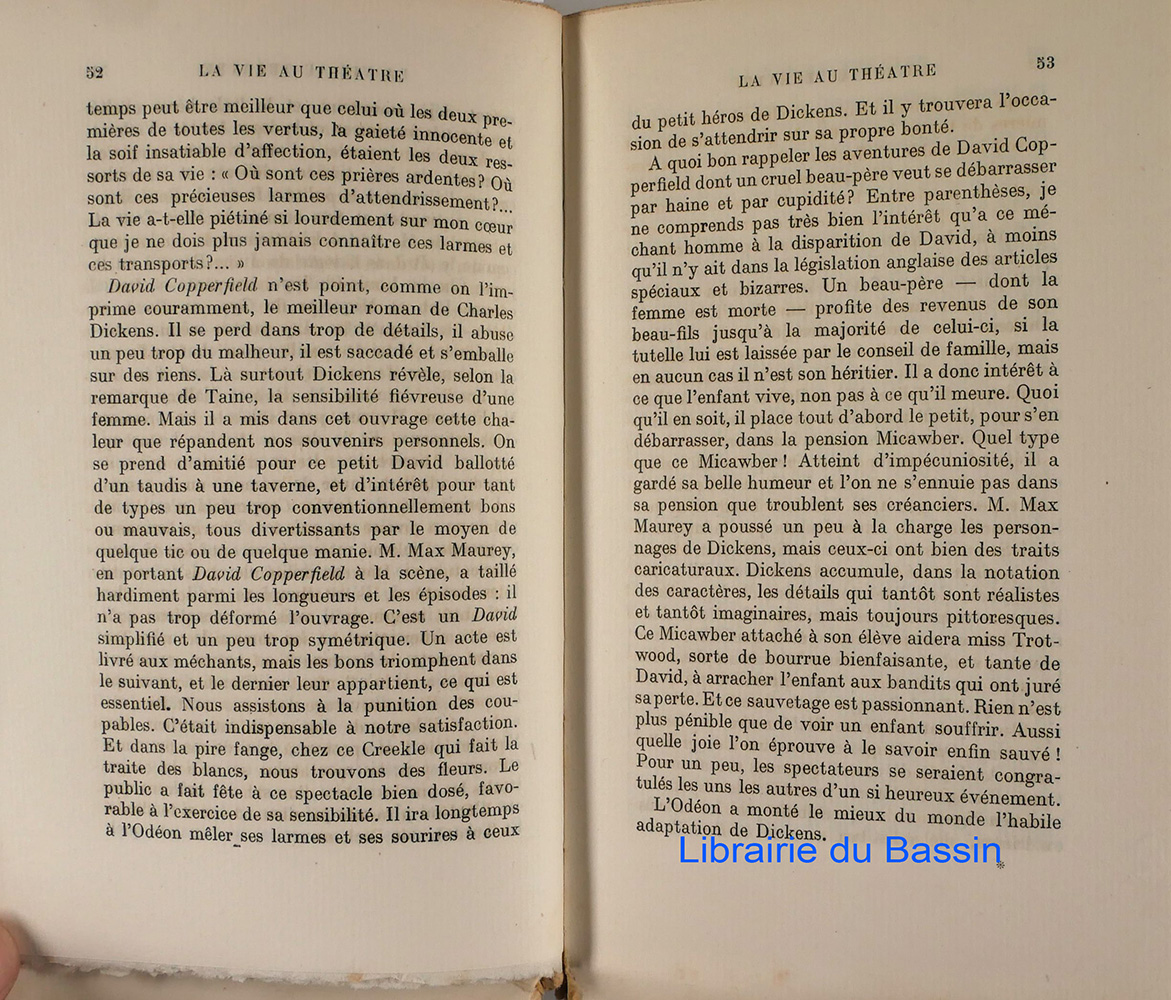 52
LA VIE AU THÉATRE
temps peut être meilleur que celui où les deux pre-
mières de toutes les vertus, la gaieté innocente et
la soif insatiable d'affection, étaient les deux res-
sorts de sa vie : « Où sont ces prières ardentes? Où
sont ces précieuses larmes d'attendrissement?...
La vie a-t-elle piétiné si lourdement sur mon cœur
que je ne dois plus jamais connaître ces larmes et
ces transports?... »
David Copperfield n'est point, comme on l'im-
prime couramment, le meilleur roman de Charles
Dickens. Il se perd dans trop de détails, il abuse
un peu trop du malheur, il est saccadé et s'emballe
sur des riens. Là surtout Dickens révèle, selon la
remarque de Taine, la sensibilité fiévreuse d'une
femme. Mais il a mis dans cet ouvrage cette cha-
leur que répandent nos souvenirs personnels. On
se prend d'amitié pour ce petit David ballotté
d'un taudis à une taverne, et d'intérêt pour tant
de types un peu trop conventionnellement bons
ou mauvais, tous divertissants par le moyen de
quelque tic ou de quelque manie. M. Max Maurey,
en portant David Copperfield à la scène, a taillé
hardiment parmi les longueurs et les épisodes : il
n'a pas trop déformé l'ouvrage. C'est un David
simplifié et un peu trop symétrique. Un acte est
livré aux méchants, mais les bons triomphent dans
le suivant, et le dernier leur appartient, ce qui est
essentiel. Nous assistons à la punition des cou-
pables. C'était indispensable à notre satisfaction.
Et dans la pire fange, chez ce Creekle qui fait la
traite des blancs, nous trouvons des fleurs. Le
public a fait fête à ce spectacle bien dosé, favo-
rable à l'exercice de sa sensibilité. Il ira longtemps
à l'Odéon mêler ses larmes et ses sourires à ceux
LA VIE AU THÉATRE
53
du petit héros de Dickens. Et il y trouvera l'occa-
sion de s'attendrir sur sa propre bonté.
A quoi bon rappeler les aventures de David Cop-
perfield dont un cruel beau-père veut se débarrasser
par haine et par cupidité? Entre parenthèses, je
ne comprends pas très bien l'intérêt qu'a ce mé-
chant homme à la disparition de David, à moins
qu'il n'y ait dans la législation anglaise des articles
spéciaux et bizarres. Un beau-père — dont la
femme est morte — profite des revenus de son
beau-fils jusqu'à la majorité de celui-ci, si la
tutelle lui est laissée par le conseil de famille, mais
en aucun cas il n'est son héritier. Il a donc intérêt à
ce que l'enfant vive, non pas à ce qu'il meure. Quoi
qu'il en soit, il place tout d'abord le petit, pour s'en
débarrasser, dans la pension Micawber. Quel type
que ce Micawber ! Atteint d'impécuniosité, il a
gardé sa belle humeur et l'on ne s'ennuie pas dans
sa pension que troublent ses créanciers. M. Max
Maurey a poussé un peu à la charge les person-
nages de Dickens, mais ceux-ci ont bien des traits
caricaturaux. Dickens accumule, dans la notation
des caractères, les détails qui tantôt sont réalistes
et tantôt imaginaires, mais toujours pittoresques.
Ce Micawber attaché à son élève aidera miss Trot-
wood, sorte de bourrue bienfaisante, et tante de
David, à arracher l'enfant aux bandits qui ont juré
sa perte. Et ce sauvetage est passionnant. Rien n'est
plus pénible que de voir un enfant souffrir. Aussi
quelle joie l'on éprouve à le savoir enfin sauvé !
Pour un peu, les spectateurs se seraient congra-
tulés les uns les autres d'un si heureux événement.
L'Odéon a monté le mieux du monde l'habile
adaptation de Dickens.
Librairie du Bassin
*